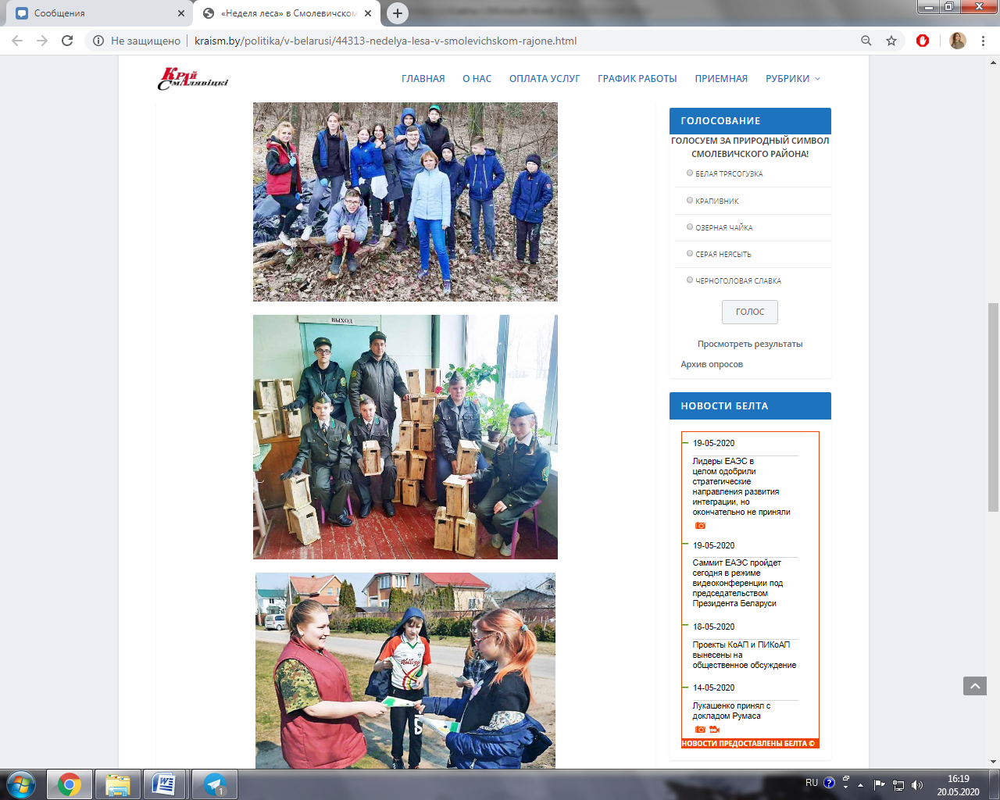 Сообщения
«Неделя леса» в Смолевичском
Не защищено
kraism.by/politika/v-belarusi/44313-nedelya-lesa-v-smolevichskom-rajone.html
Край
Смалявіцкі
ГЛАВНАЯ
О НАС
ОПЛАТА УСЛУГ
ГРАФИК РАБОТЫ
ПРИЕМНАЯ
РУБРИКИ
ВЫХОД
ГОЛОСОВАНИЕ
ГОЛОСУЕМ ЗА ПРИРОДНЫЙ СИМВОЛ
СМОЛЕВИЧСКОГО РАЙОНА!
БЕЛАЯ ТРЯСОГУЗКА
КРАПИВНИК
ОЗЕРНАЯ ЧАЙКА
СЕРАЯ НЕЯСЫТЬ
ЧЕРНОГОЛОВАЯ СЛАВКА
ГОЛОС
Просмотреть результаты
Архив опросов
НОВОСТИ БЕЛТА
19-05-2020
Лидеры ЕАЭС в
целом одобрили
стратегические
направления развития
интеграции, но
окончательно не приняли
19-05-2020
Саммит ЕАЭС пройдет
сегодня в режиме
видеоконференции под
председательством
Президента Беларуси
18-05-2020
Проекты КоАП и ПИКоАП
вынесены на
общественное обсуждение
14-05-2020
Лукашенко принял с
докладом Румаса
НОВОСТИ ПРЕДОСТАВЛЕНЫ БЕЛТА ©
1
RU
16:19
20.05.2020